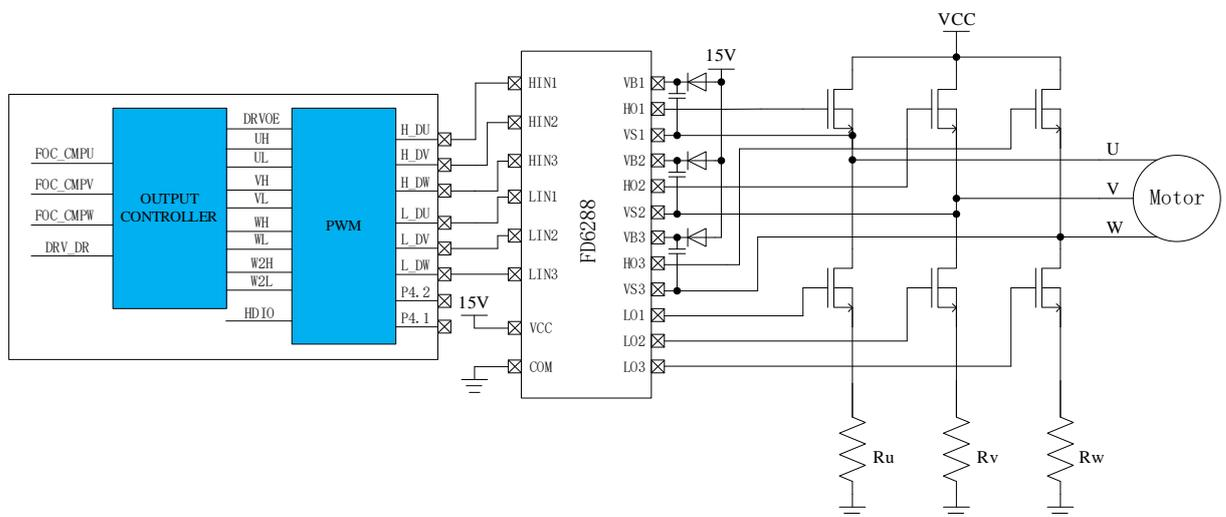 VCC
15V
HIN1
HIN2
HIN3
LIN1
LIN2
LIN3
VCC
COM
FD6288
VB1
HO1
VS1
VB2
HO2
VS2
VB3
HO3
VS3
LO1
LO2
LO3
FOC_CMPU
FOC_CMPV
FOC_CMPW
DRV_DR
OUTPUT
CONTROLLER
DRVOE
UH
UL
VH
VL
WH
WL
W2H
W2L
HDIO
PWM
H_DU
H_DV
H_DW
L_DU
L_DV
L_DW
P4.2
P4.1
15V
U
V
W
Motor
Ru
Rv
Rw